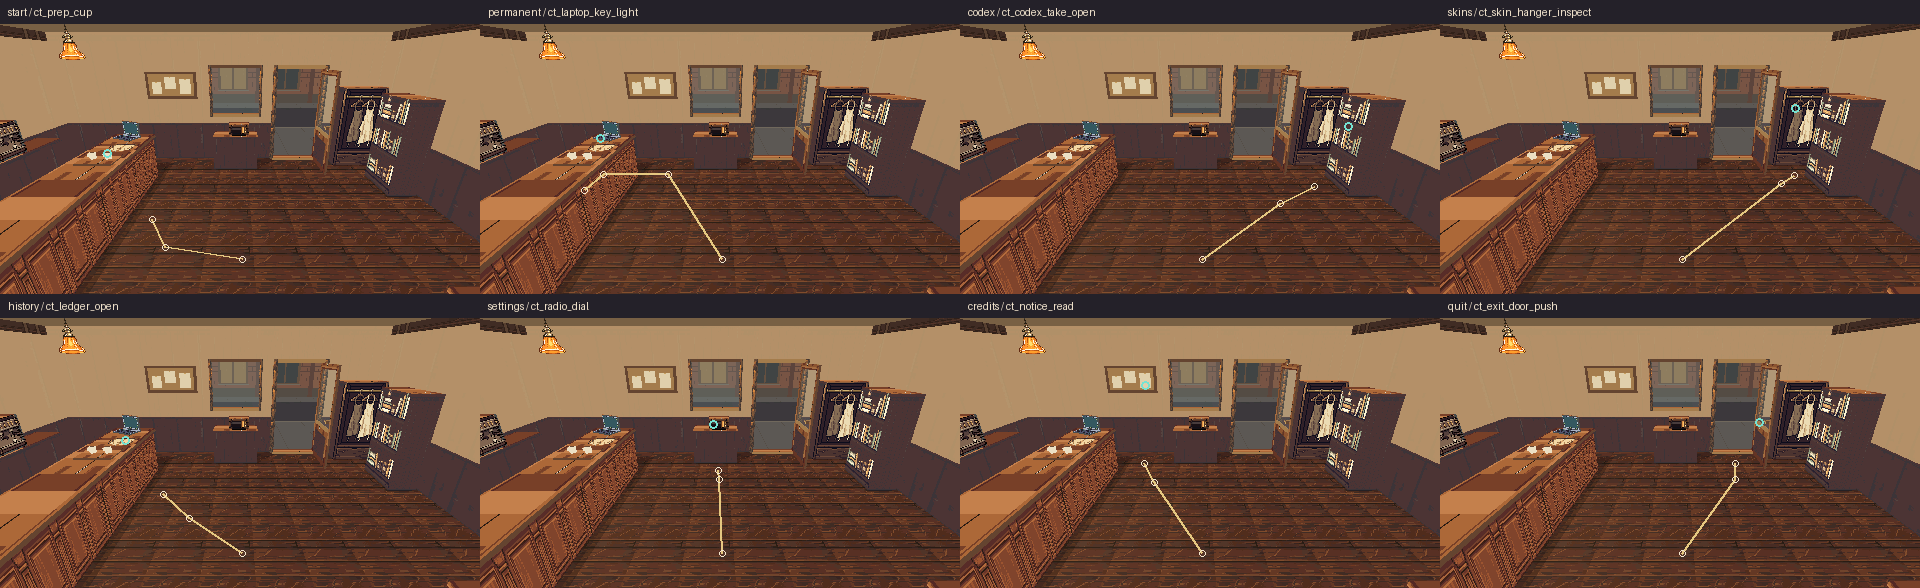 start/ct_prep_cup
permanent/ct_laptop_key_light
codex/ct_codex_take_open
skins/ct_skin_hanger_inspect
history/ct_ledger_open
settings/ct_radio_dial
credits/ct_notice_read
quit/ct_exit_door_push